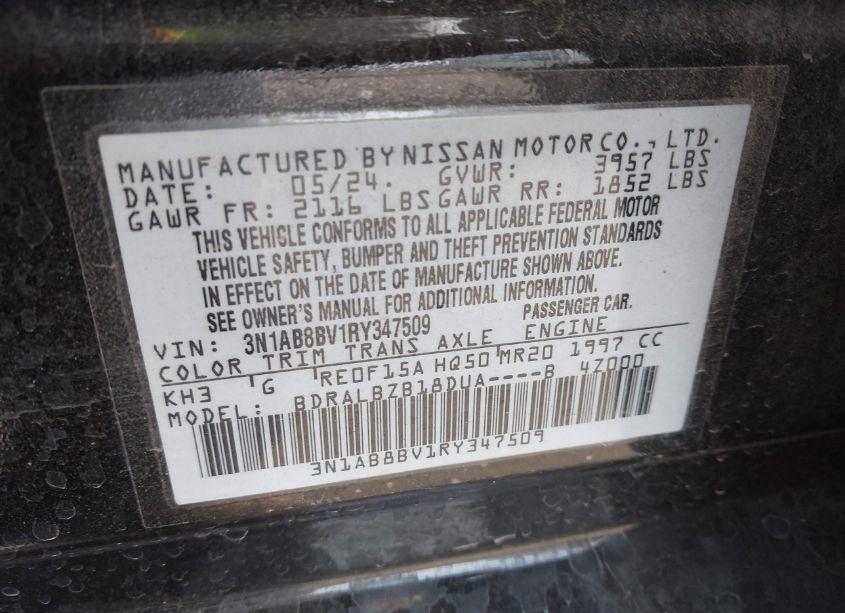 MANUFACTURED BY NISSAN MOTOR CO., LTD.
DATE: 05/24. GVWR: 3957 LBS
GAWR FR: 2116 LBS GAWR RR: 1852 LBS
THIS VEHICLE CONFORMS TO ALL APPLICABLE FEDERAL MOTOR
VEHICLE SAFETY, BUMPER AND THEFT PREVENTION STANDARDS
IN EFFECT ON THE DATE OF MANUFACTURE SHOWN ABOVE.
SEE OWNER'S MANUAL FOR ADDITIONAL INFORMATION.
VIN: 3N1AB8BV1RY347509 PASSENGER CAR.
COLOR TRIM TRANS AXLE ENGINE
KH3 G RE0F15A HQ50 MR20 1997 CC
MODEL: BDRALBZB18DUA----B 4Z000
3N1AB8BV1RY347509